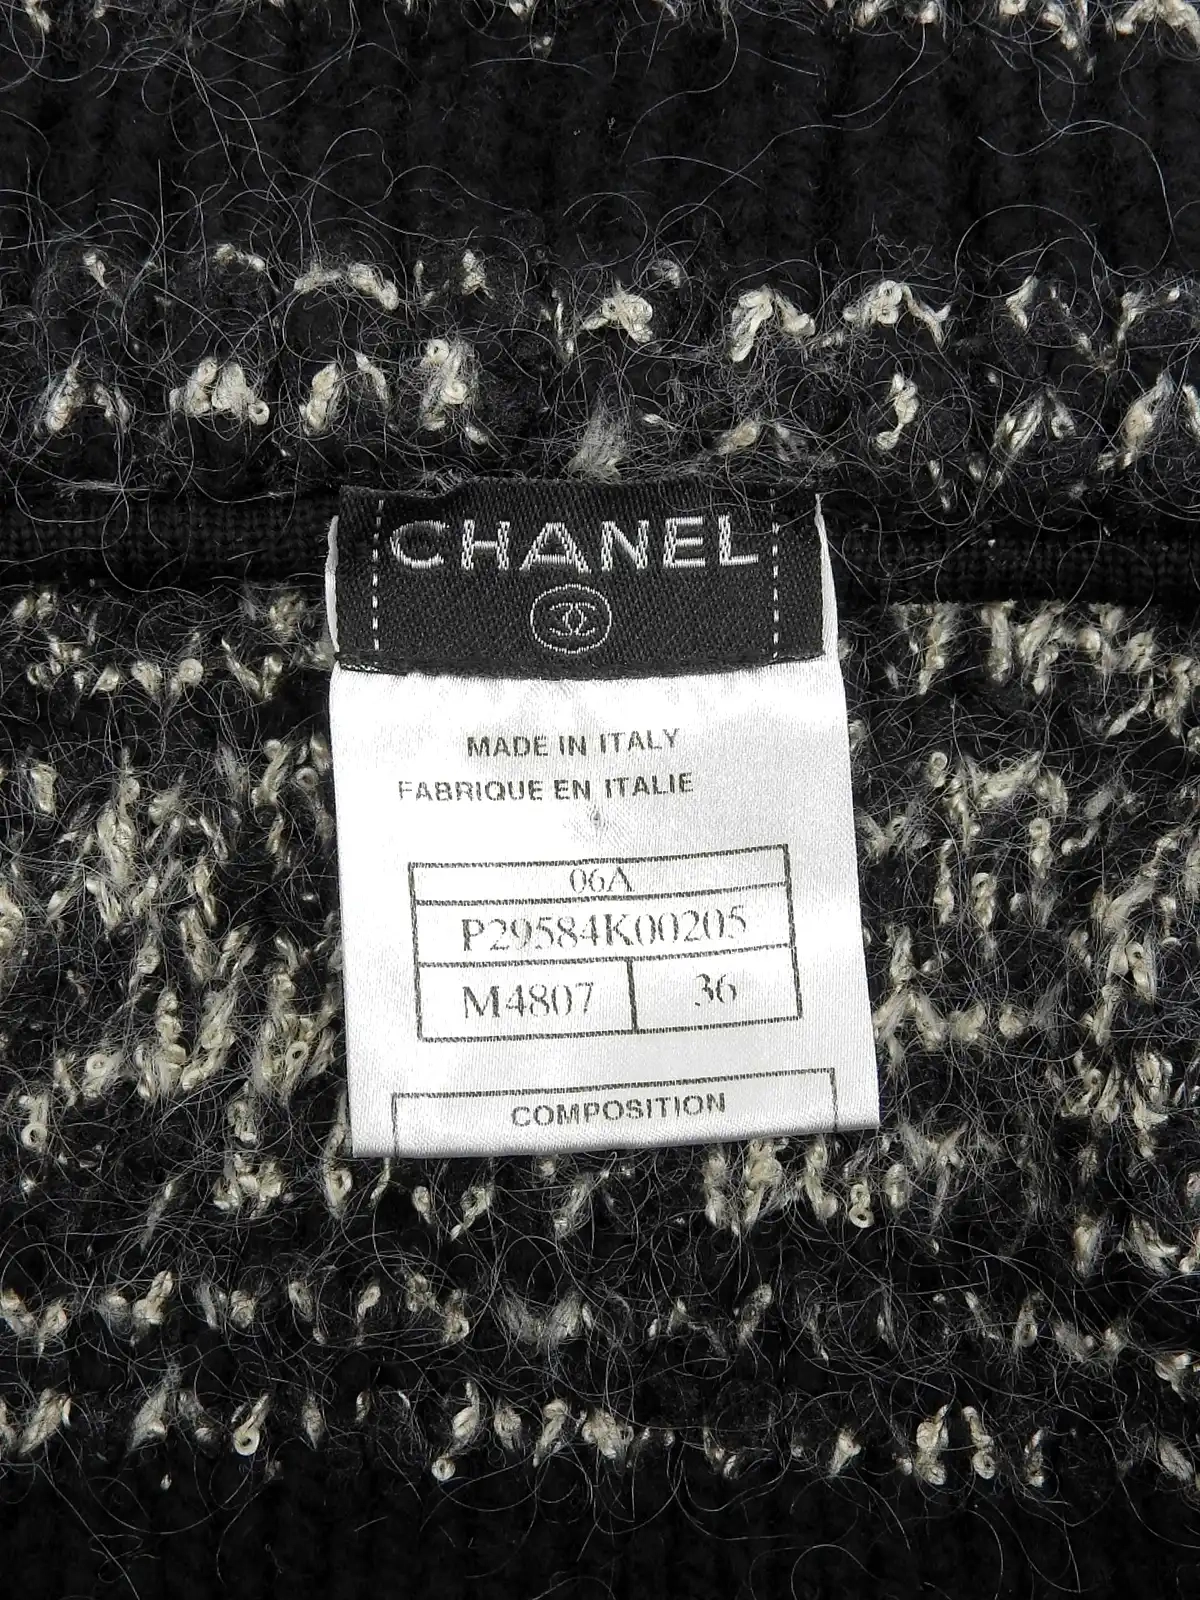 CHANEL
MADE IN ITALY
FABRIQUE EN ITALIE
06A
P29584K00205
M4807 36
COMPOSITION